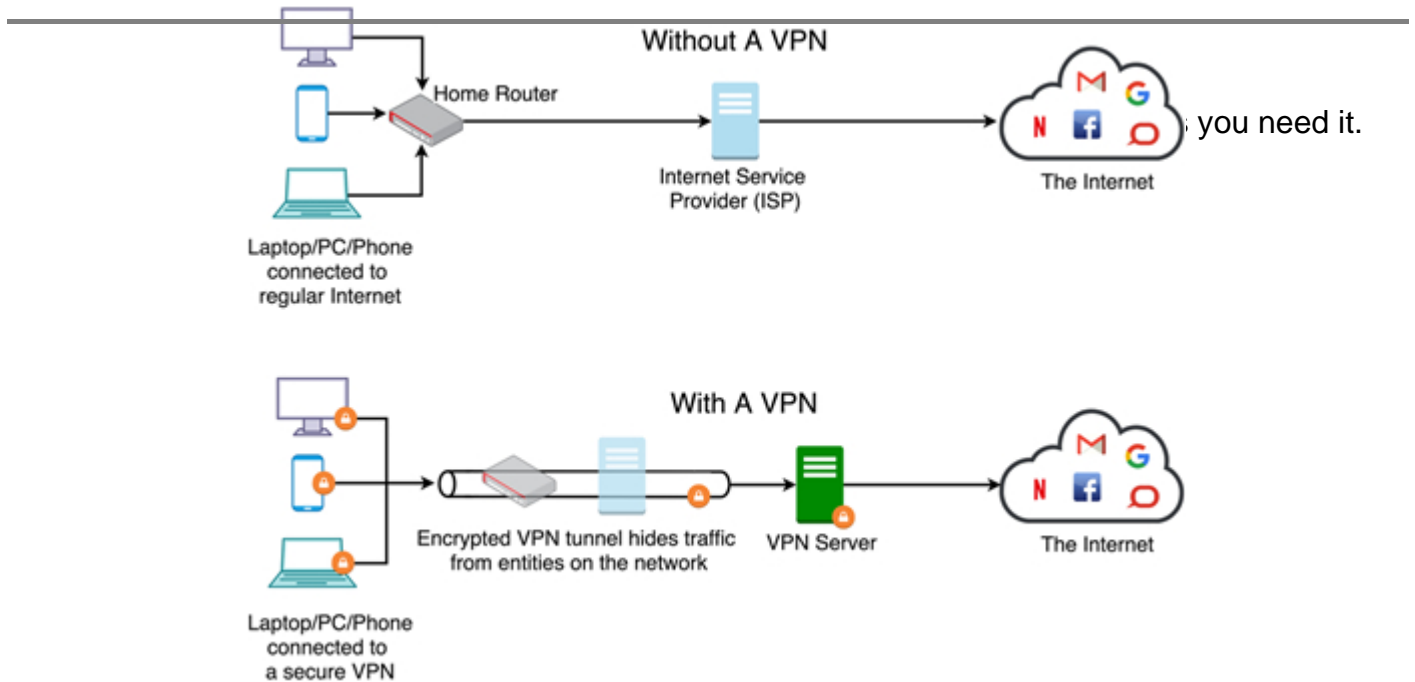 Without A VPN
Home Router
you need it.
Internet Service
Provider (ISP)
The Internet
Laptop/PC/Phone
connected to
regular Internet
With A VPN
Encrypted VPN tunnel hides traffic
from entities on the network
VPN Server
The Internet
Laptop/PC/Phone
connected to
a secure VPN